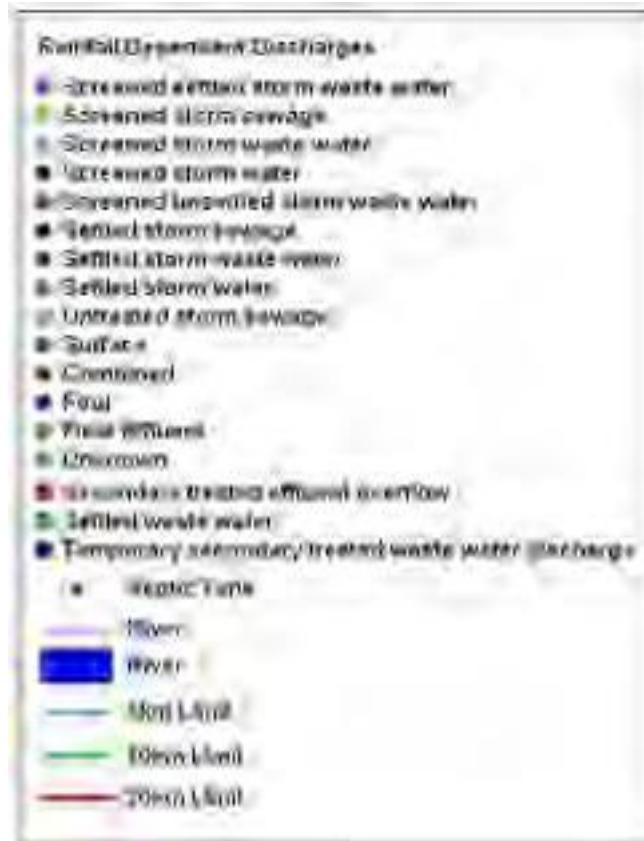 Rainfall Dependent Discharges
Screened settled storm waste water
Screened storm sewage
Screened storm waste water
Screened storm water
Screened unsettled storm waste water
Settled storm sewage
Settled storm waste water
Settled storm water
Untreated storm sewage
Surface
Combined
Foul
Final Effluent
Unknown
Secondary treated effluent overflow
Settled waste water
Temporary secondary treated waste water discharge
Septic Tank
River
River
Limit
10km Limit
20km Limit